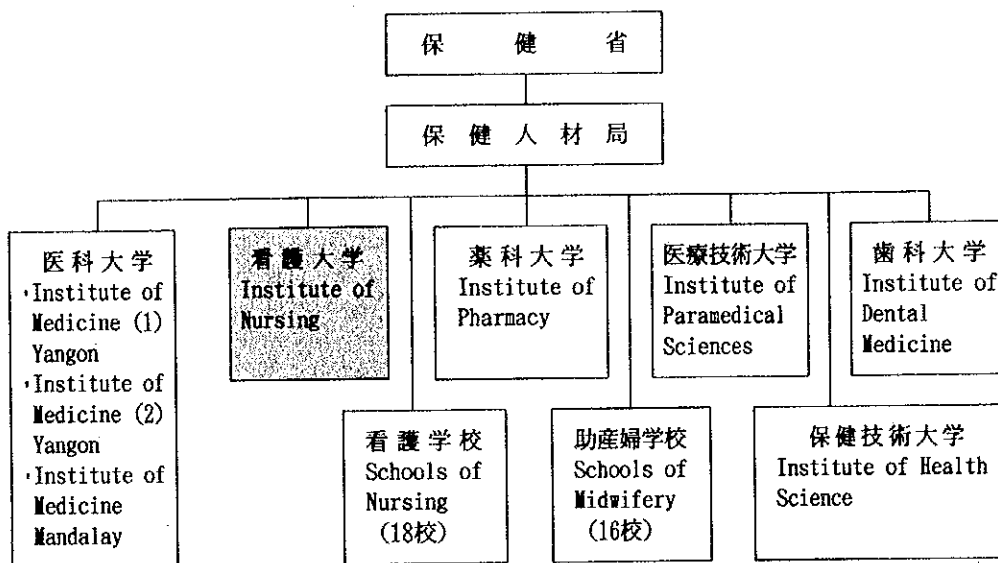 保健省
保健人材局
医科大学
・Institute of
Medicine (1)
Yangon
・Institute of
Medicine (2)
Yangon
・Institute of
Medicine
Mandalay
看護大学
Institute of
Nursing
薬科大学
Institute of
Pharmacy
医療技術大学
Institute of
Paramedical
Sciences
歯科大学
Institute of
Dental
Medicine
看護学校
Schools of
Nursing
(18校)
助産婦学校
Schools of
Midwifery
(16校)
保健技術大学
Institute of Health
Science